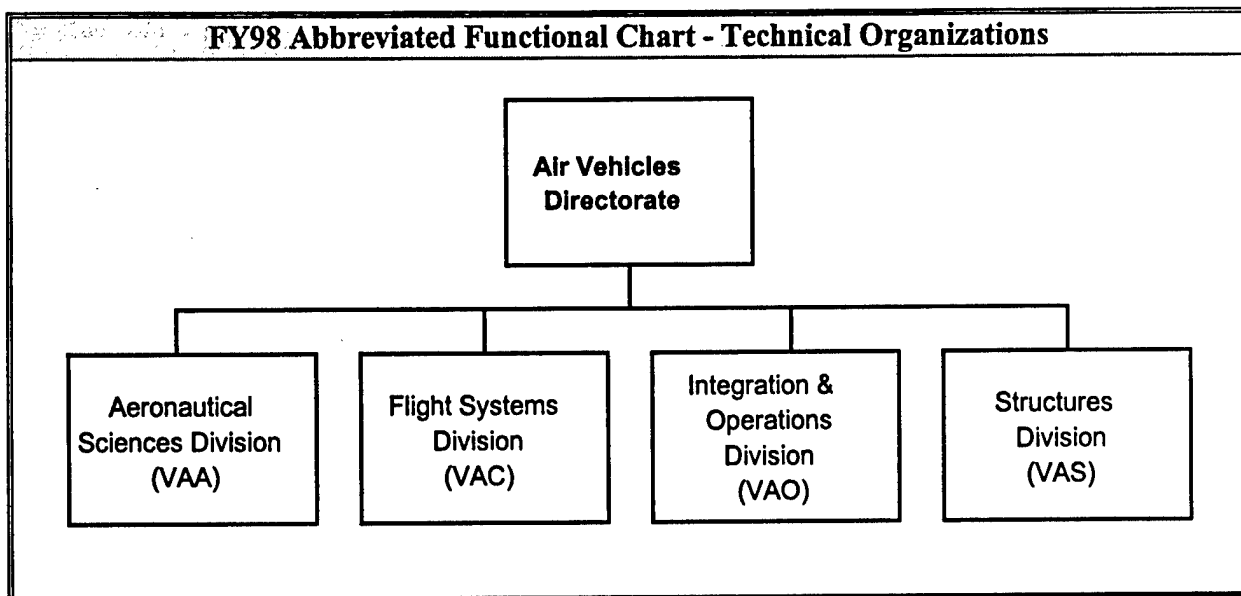 FY98 Abbreviated Functional Chart - Technical Organizations
Air Vehicles
Directorate
Aeronautical
Sciences Division
(VAA)
Flight Systems
Division
(VAC)
Integration &
Operations
Division
(VAO)
Structures
Division
(VAS)